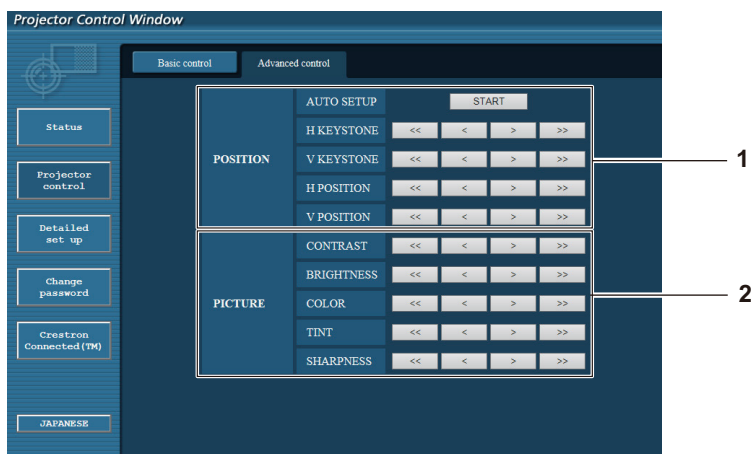 Projector Control Window
Basic control Advanced control
Status
Projector
control
Detailed
set up
Change
password
Crestron
Connected(TM)
JAPANESE
POSITION
AUTO SETUP START
H KEYSTONE << < > >>
V KEYSTONE << < > >>
H POSITION << < > >>
V POSITION << < > >>
1
PICTURE
CONTRAST << < > >>
BRIGHTNESS << < > >>
COLOR << < > >>
TINT << < > >>
SHARPNESS << < > >>
2